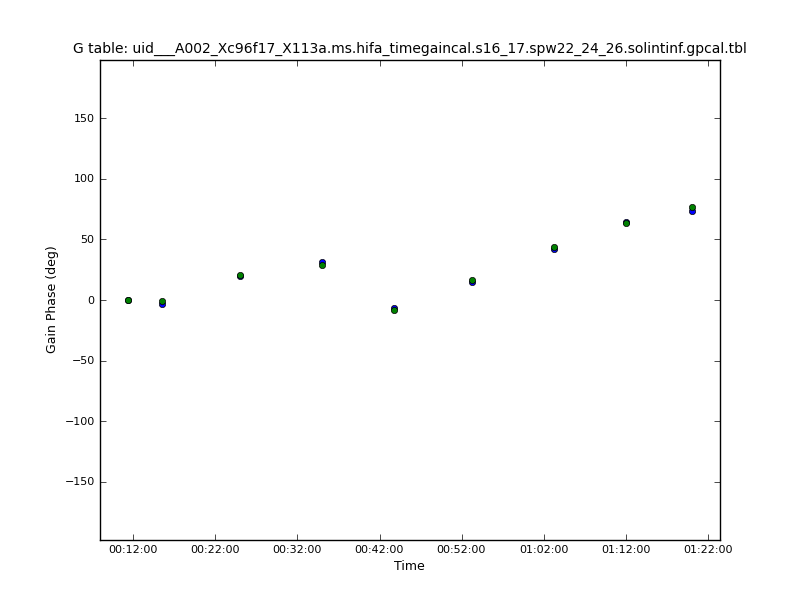 G table: uid___A002_Xc96f17_X113a.ms.hifa_timegaincal.s16_17.spw22_24_26.solintinf.gpcal.tbl
150
100
50
0
−50
−100
−150
Gain Phase (deg)
00:12:00 00:22:00 00:32:00 00:42:00 00:52:00 01:02:00 01:12:00 01:22:00
Time